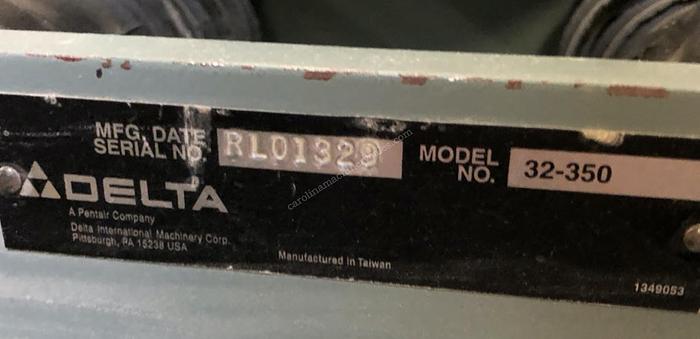 MFG. DATE
SERIAL NO.
RL01329
MODEL
NO.
32-350
DELTA
A Pentair Company
Delta International Machinery Corp.
Pittsburgh, PA 15238 USA
Manufactured in Taiwan
1349053